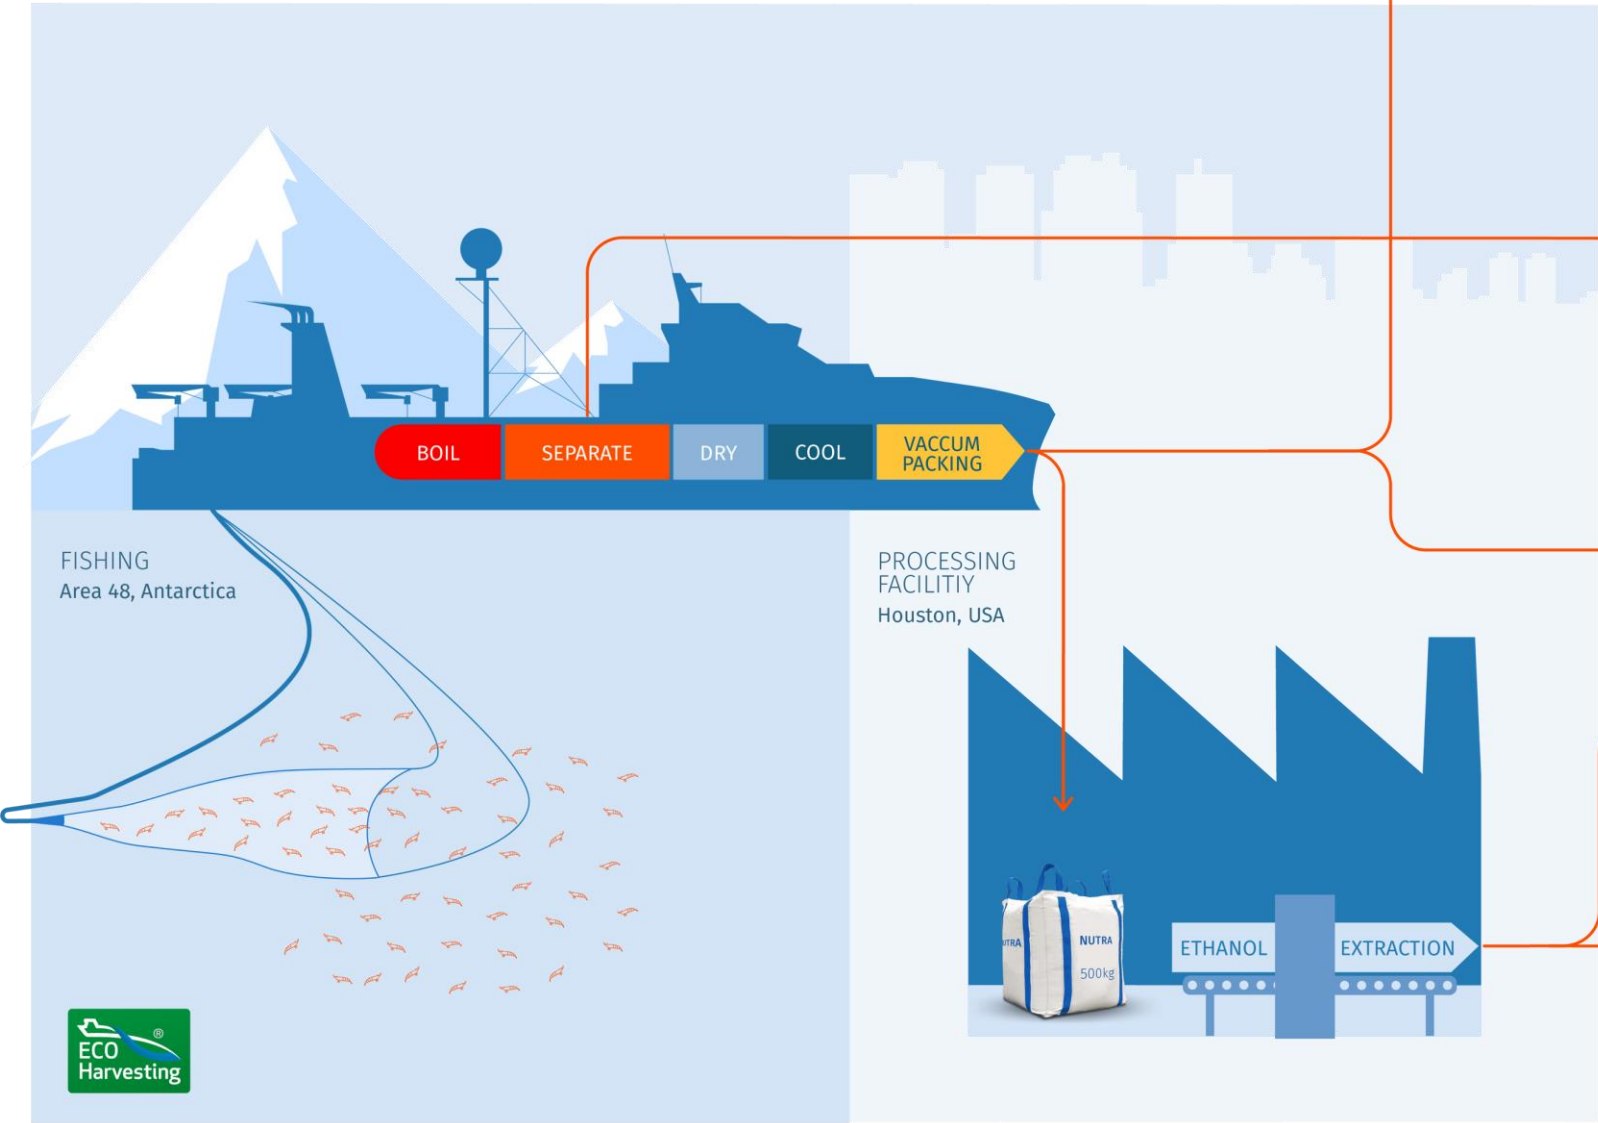 BOIL
SEPARATE
DRY
COOL
VACCUM
PACKING
FISHING
Area 48, Antarctica
PROCESSING
FACILITIY
Houston, USA
UTRA
NUTRA
500kg
ETHANOL
EXTRACTION
®
ECO
Harvesting